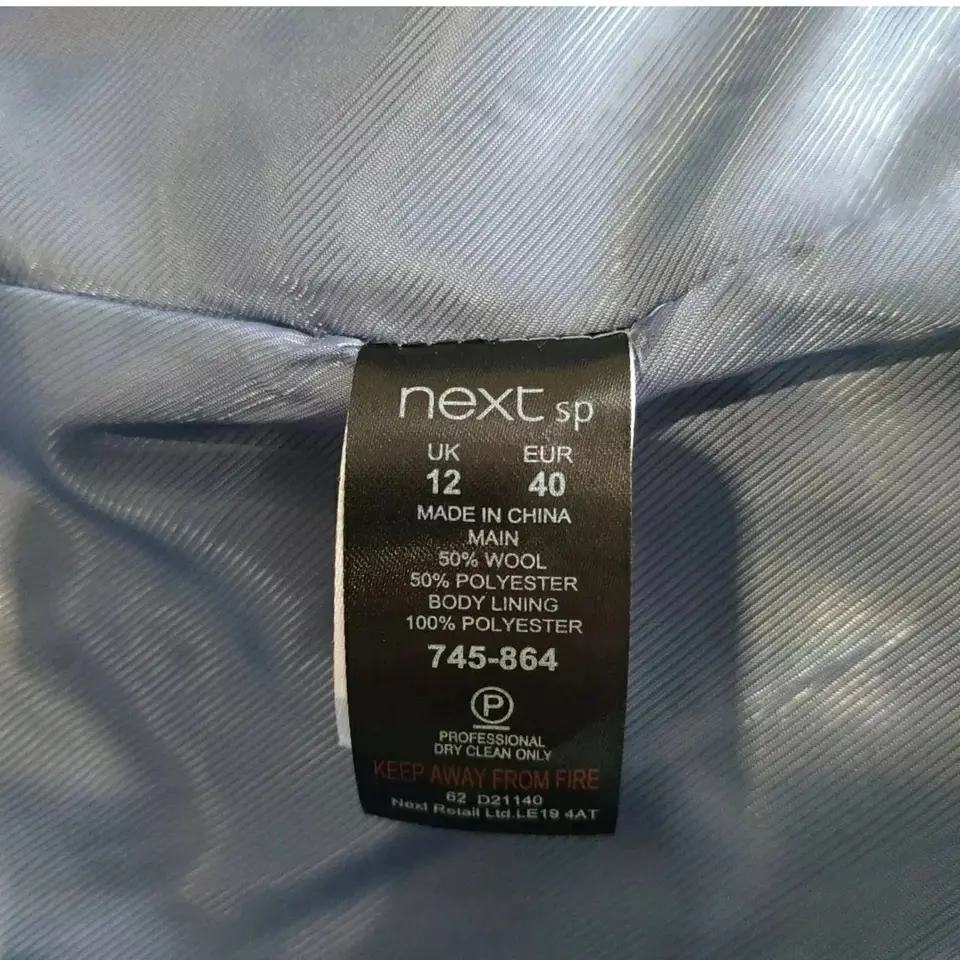 next sp
UK EUR
12 40
MADE IN CHINA
MAIN
50% WOOL
50% POLYESTER
BODY LINING
100% POLYESTER
745-864
P
PROFESSIONAL
DRY CLEAN ONLY
KEEP AWAY FROM FIRE
62 D21140
Next Retail Ltd.LE19 4AT